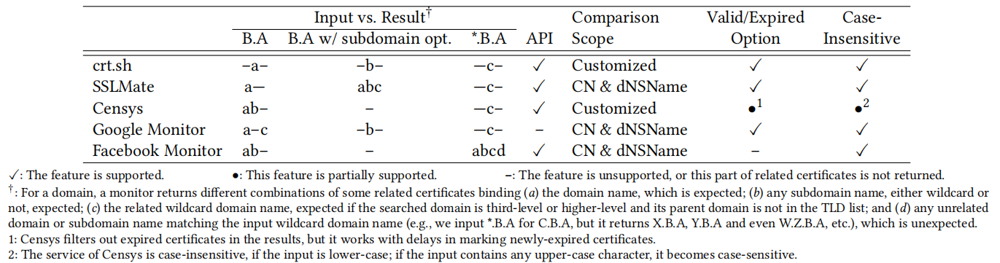 Input vs. Result† Comparison Valid/Expired Case-
B.A B.A w/ subdomain opt. *.B.A API Scope Option Insensitive
crt.sh –a– –b– —c– ✓ Customized ✓ ✓
SSLMate a— abc —c– ✓ CN & dNSName ✓ ✓
Censys ab– – —c– ✓ Customized ●1 ●2
Google Monitor a–c –b– —c– – CN & dNSName ✓ ✓
Facebook Monitor ab– – abcd ✓ CN & dNSName – ✓
✓: The feature is supported. ●: This feature is partially supported. –: The feature is unsupported, or this part of related certificates is not returned.
†: For a domain, a monitor returns different combinations of some related certificates binding (a) the domain name, which is expected; (b) any subdomain name, either wildcard or
not, expected; (c) the related wildcard domain name, expected if the searched domain is third-level or higher-level and its parent domain is not in the TLD list; and (d) any unrelated
domain or subdomain name matching the input wildcard domain name (e.g., we input *.B.A for C.B.A, but it returns X.B.A, Y.B.A and even W.Z.B.A, etc.), which is unexpected.
1: Censys filters out expired certificates in the results, but it works with delays in marking newly-expired certificates.
2: The service of Censys is case-insensitive, if the input is lower-case; if the input contains any upper-case character, it becomes case-sensitive.